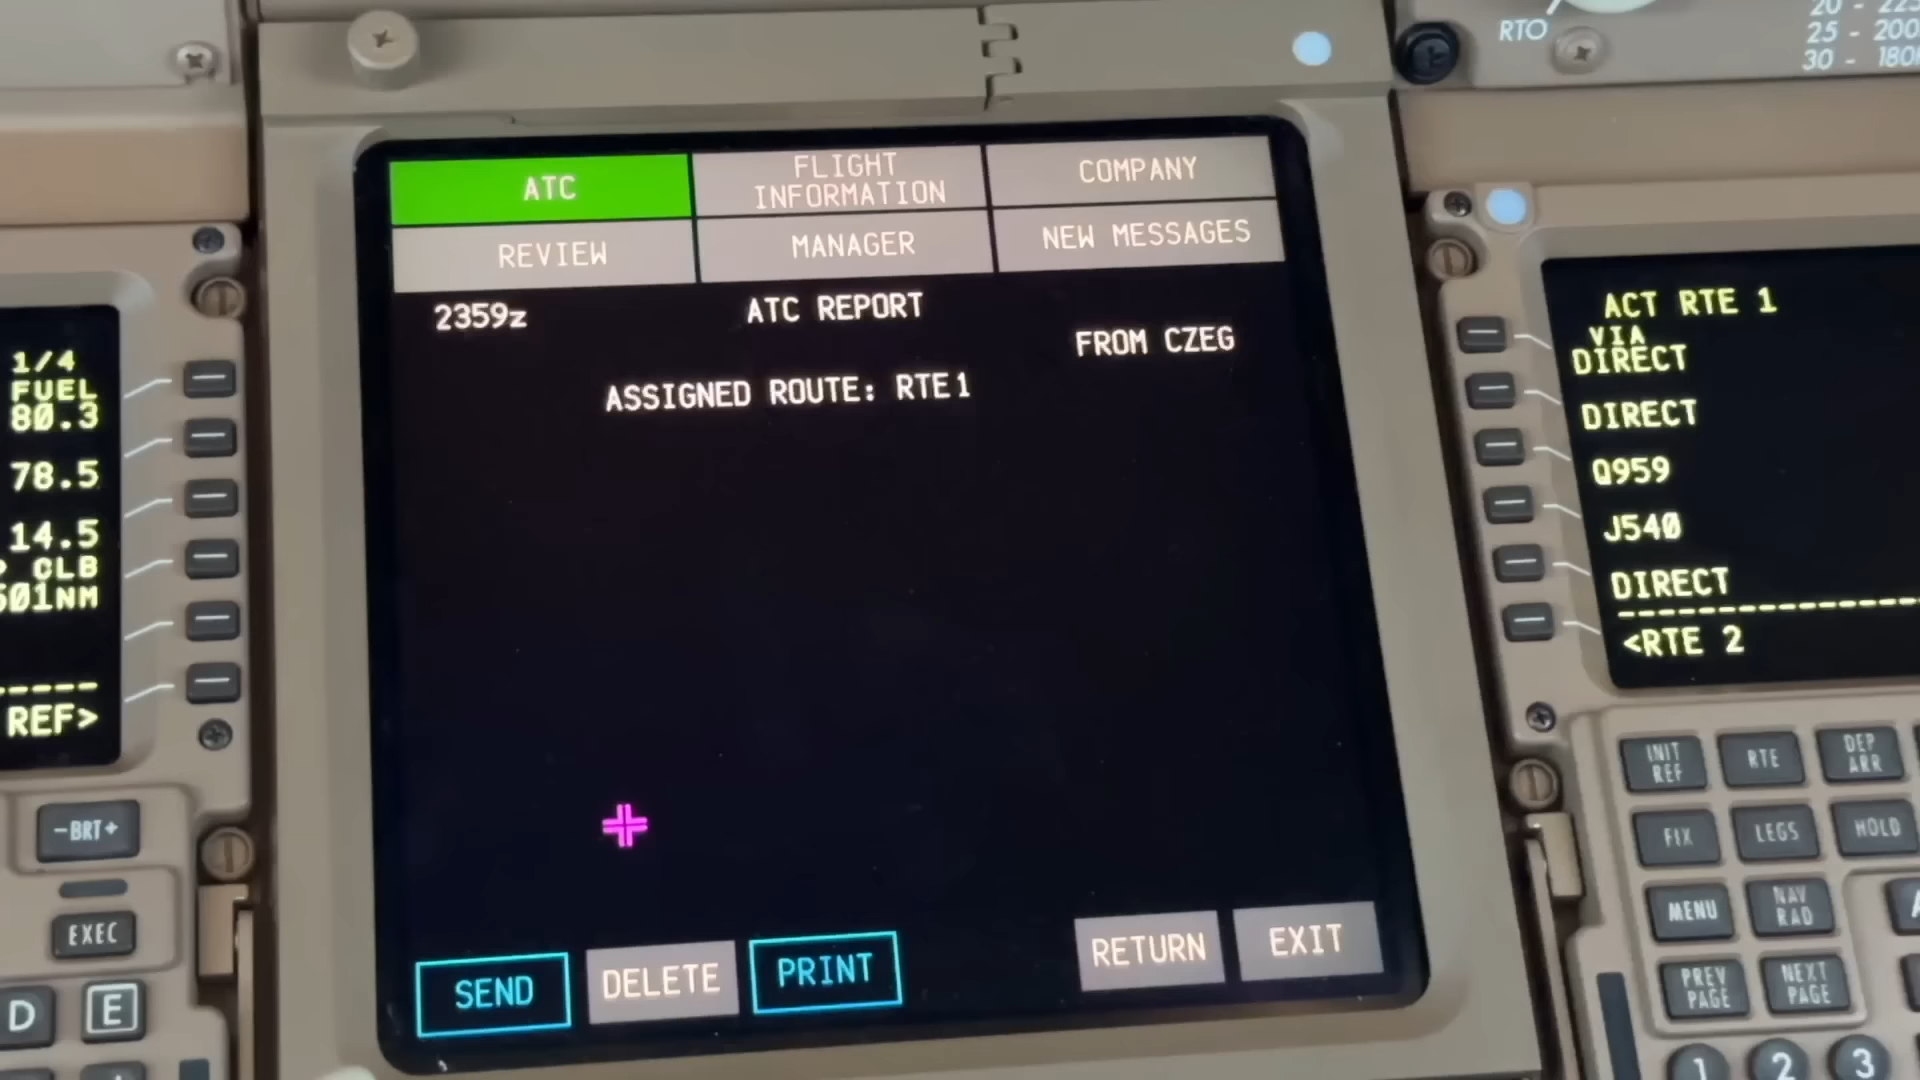 RTO
20 - 225
25 - 200
30 - 180
ATC
FLIGHT
INFORMATION
COMPANY
REVIEW
MANAGER
NEW MESSAGES
2359z
ATC REPORT
FROM CZEG
ASSIGNED ROUTE: RTE1
SEND
DELETE
PRINT
RETURN
EXIT
1/4
FUEL
80.3
78.5
14.5
CLB
601NM
-----
REF>
-BRT+
EXEC
D
E
ACT RTE 1
VIA
DIRECT
DIRECT
Q959
J540
DIRECT
<RTE 2
INIT
REF
RTE
DEP
ARR
FIX
LEGS
HOLD
MENU
NAV
RAD
PREV
PAGE
NEXT
PAGE
1
2
3